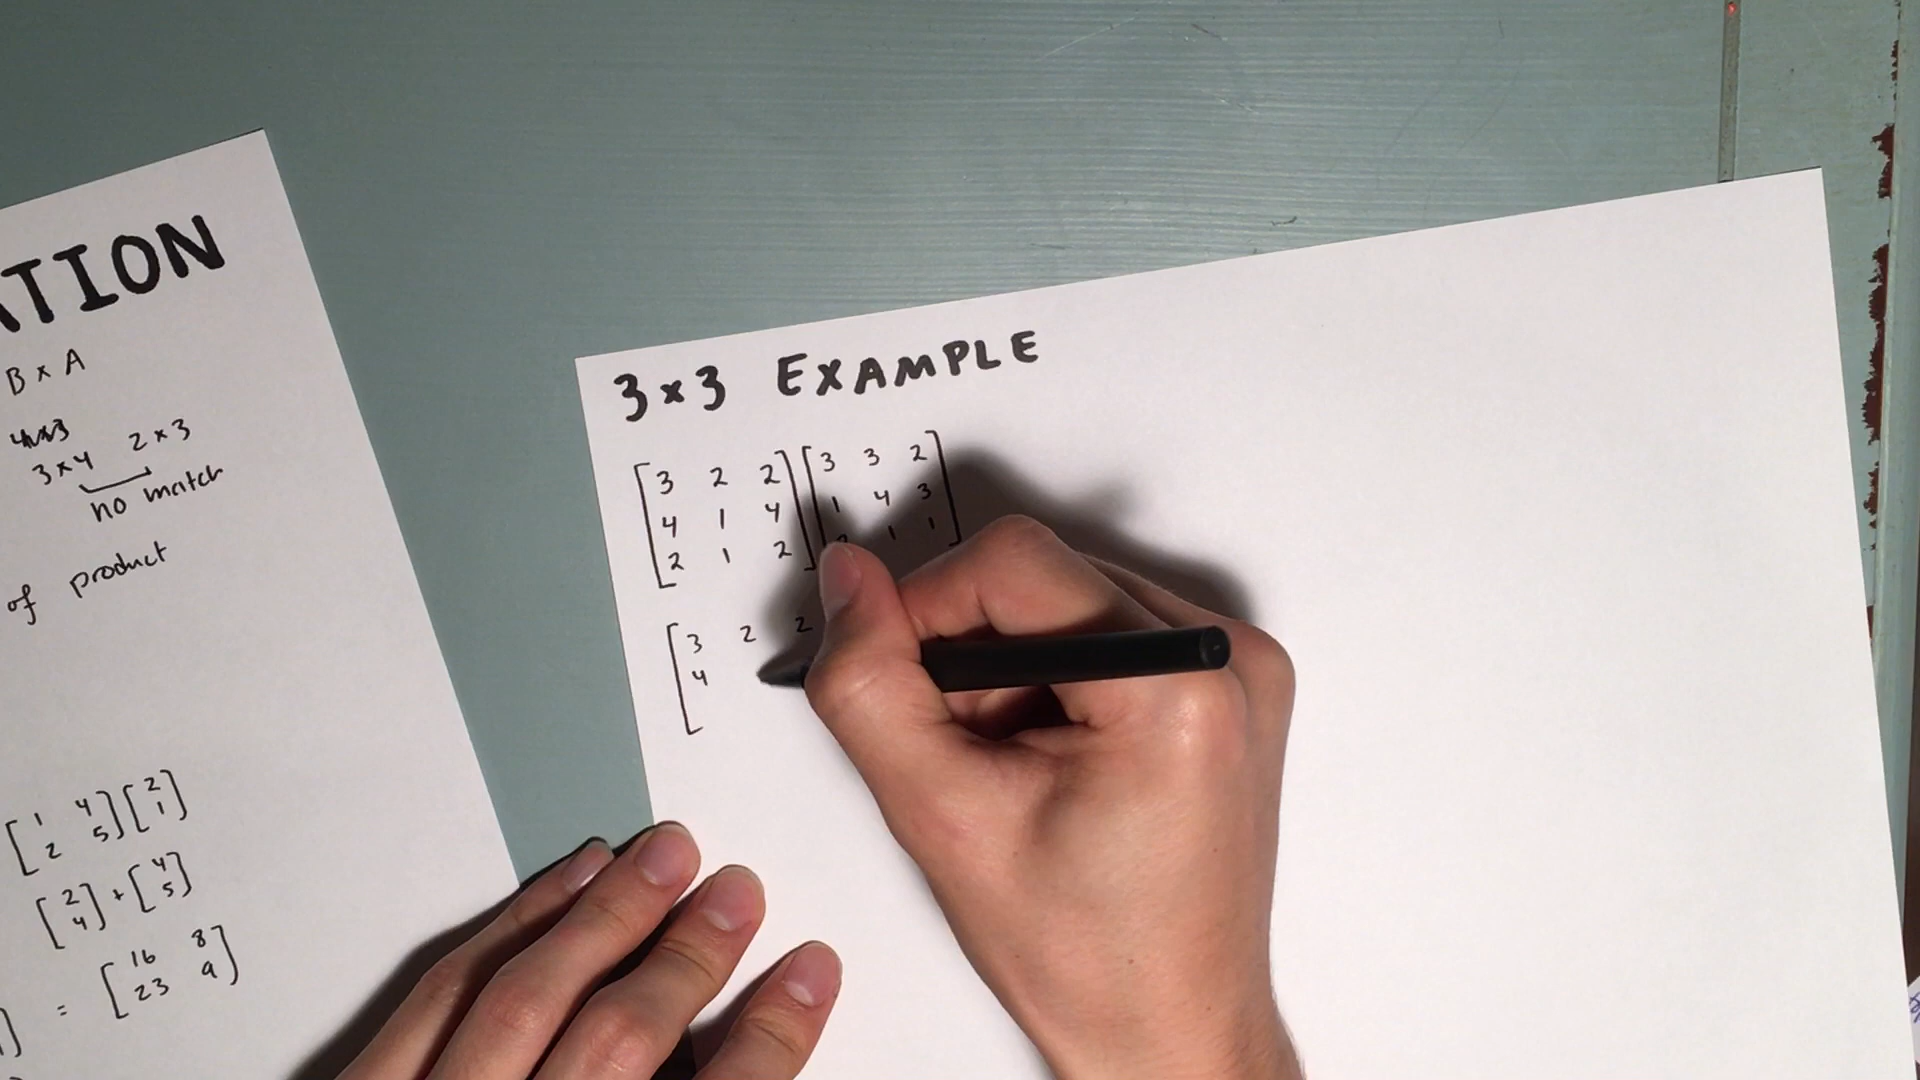 ATION
B × A
3×4 2×3
no match
of product
[1 4] [2]
[2 5] [1]
[2] + [4]
[4] [5]
= [16 8]
[23 9]
3×3 EXAMPLE
[3 2 2] [3 3 2]
[4 1 4] [1 4 3]
[2 1 2] [1 1]
[3 2 2
4